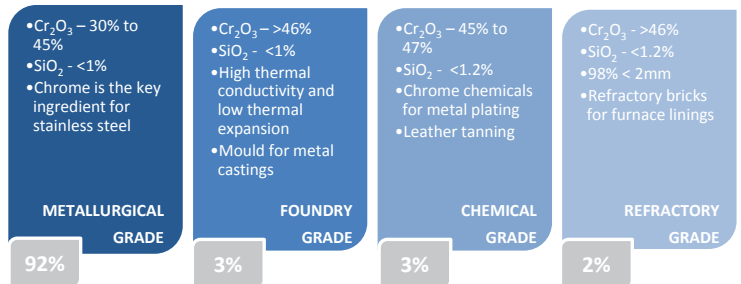 •Cr₂O₃ – 30% to
45%
•SiO₂ - <1%
•Chrome is the key
ingredient for
stainless steel
METALLURGICAL
GRADE
92%
•Cr₂O₃ – >46%
•SiO₂ - <1%
•High thermal
conductivity and
low thermal
expansion
•Mould for metal
castings
FOUNDRY
GRADE
3%
•Cr₂O₃ – 45% to
47%
•SiO₂ - <1.2%
•Chrome chemicals
for metal plating
•Leather tanning
CHEMICAL
GRADE
3%
•Cr₂O₃ - >46%
•SiO₂ - <1.2%
•98% < 2mm
•Refractory bricks
for furnace linings
REFRACTORY
GRADE
2%